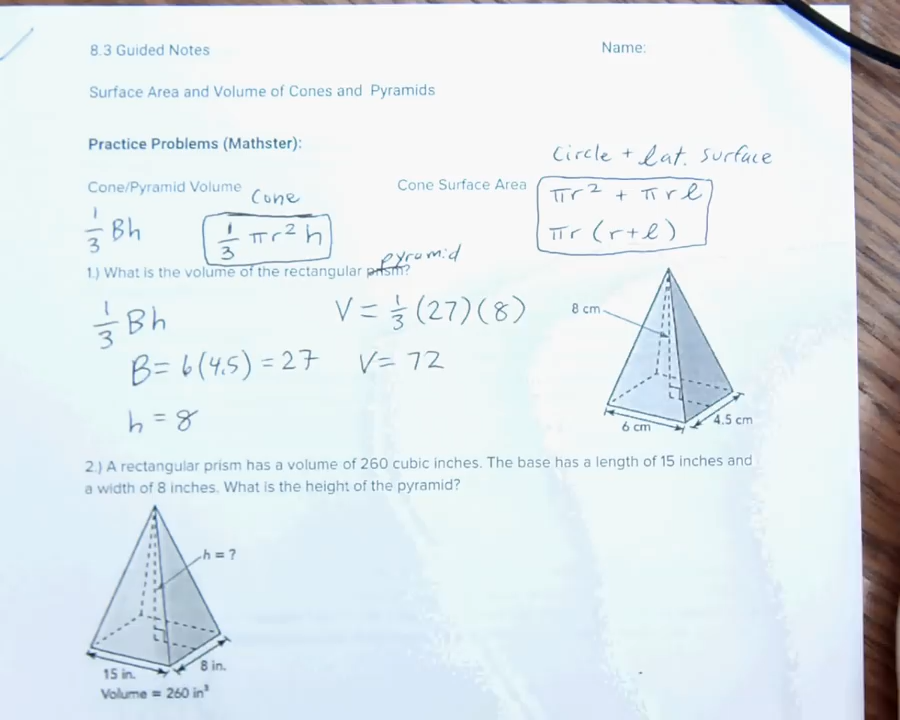 8.3 Guided Notes
Name:
Surface Area and Volume of Cones and Pyramids
Practice Problems (Mathster):
Circle + lat. surface
Cone/Pyramid Volume
Cone
Cone Surface Area
πr² + πrℓ
1/3 Bh
1/3 πr² h
πr (r+ℓ)
pyramid
1.) What is the volume of the rectangular prism?
1/3 Bh
V = 1/3 (27)(8)
8 cm
B = 6(4.5) = 27
V = 72
h = 8
6 cm
4.5 cm
2.) A rectangular prism has a volume of 260 cubic inches. The base has a length of 15 inches and
a width of 8 inches. What is the height of the pyramid?
h = ?
15 in.
8 in.
Volume = 260 in³